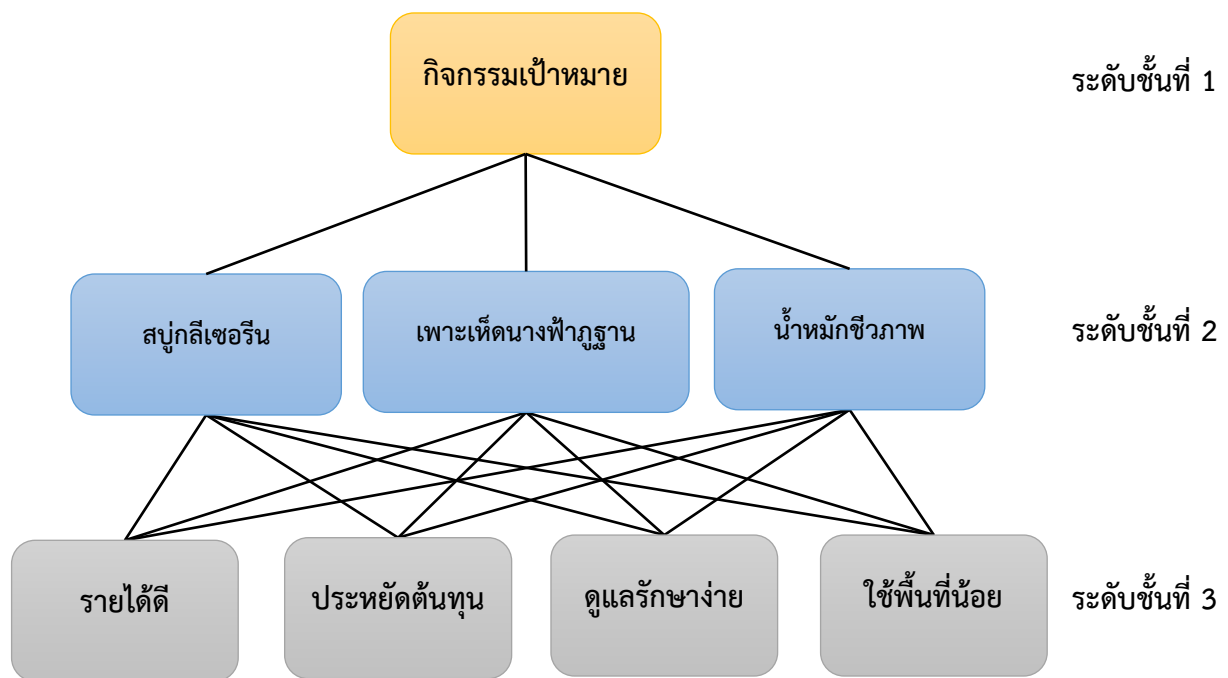 กิจกรรมเป้าหมาย
ระดับชั้นที่ 1
สบู่กลีเซอรีน
เพาะเห็ดนางฟ้าภูฐาน
น้ำหมักชีวภาพ
ระดับชั้นที่ 2
รายได้ดี
ประหยัดต้นทุน
ดูแลรักษาง่าย
ใช้พื้นที่น้อย
ระดับชั้นที่ 3